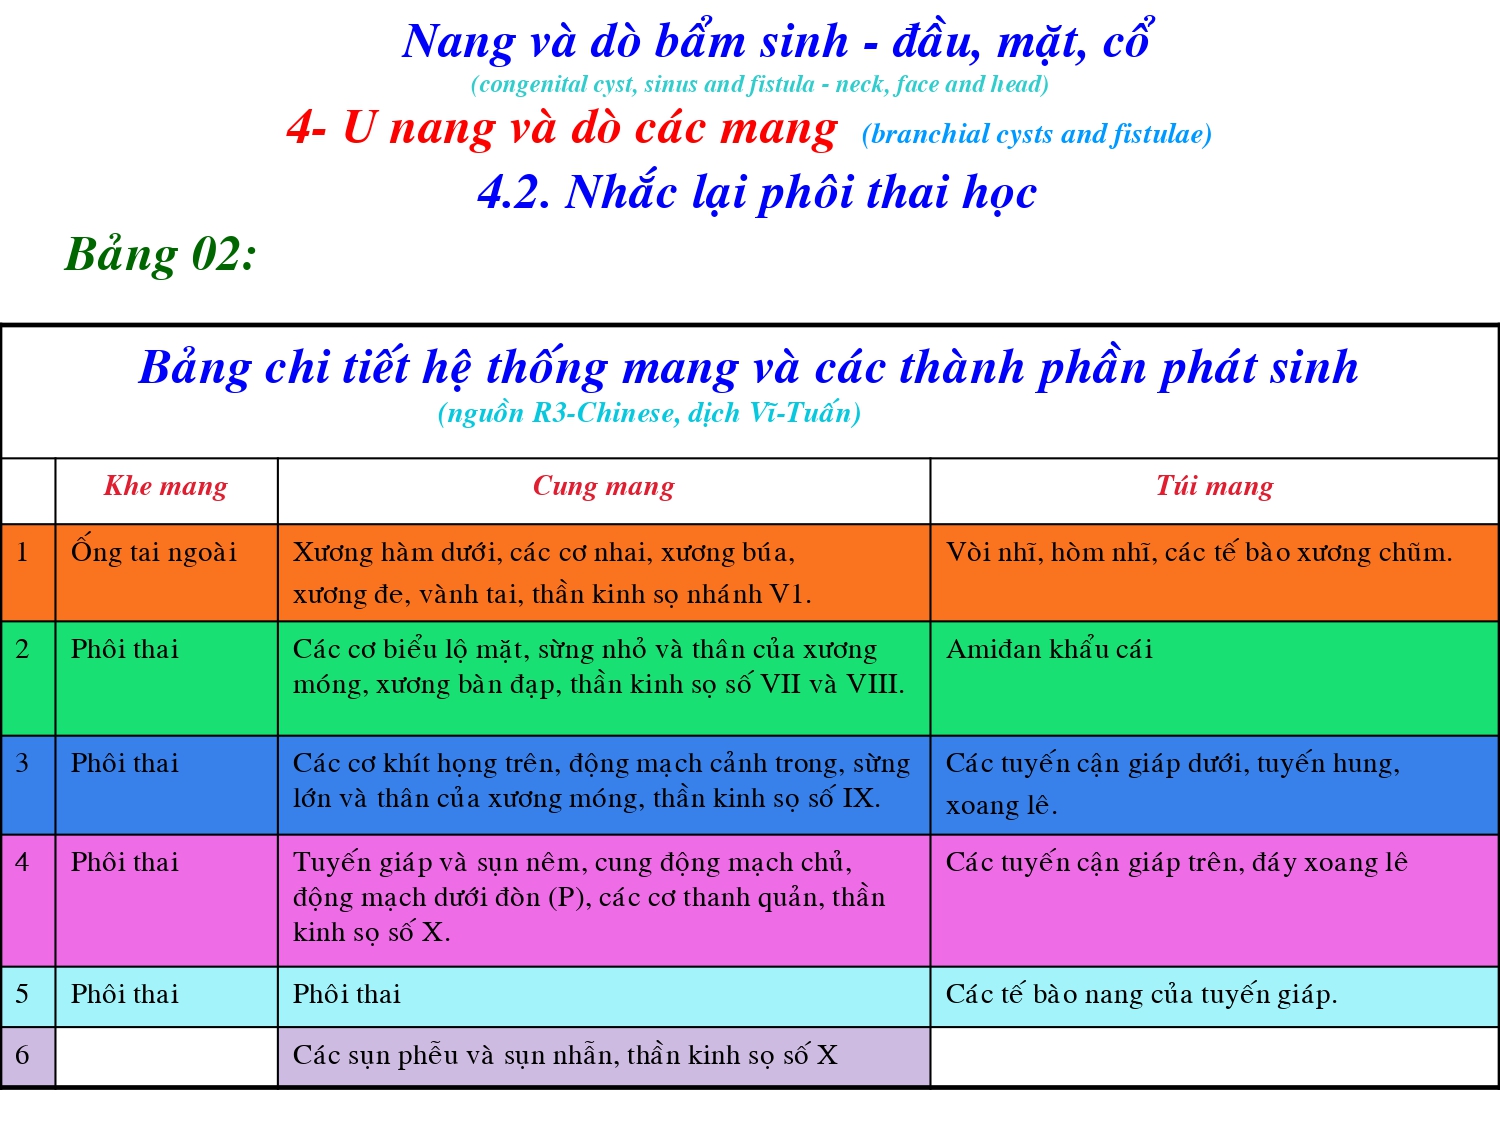 Nang và dò bẩm sinh - đầu, mặt, cổ
(congenital cyst, sinus and fistula - neck, face and head)
4- U nang và dò các mang (branchial cysts and fistulae)
4.2. Nhắc lại phôi thai học
Bảng 02:
Bảng chi tiết hệ thống mang và các thành phần phát sinh
(nguồn R3-Chinese, dịch Vĩ-Tuấn)
Khe mang Cung mang Túi mang
1 Ống tai ngoài Xương hàm dưới, các cơ nhai, xương búa, Vòi nhĩ, hòm nhĩ, các tế bào xương chũm.
xương đe, vành tai, thần kinh sọ nhánh V1.
2 Phôi thai Các cơ biểu lộ mặt, sừng nhỏ và thân của xương Amiđan khẩu cái
móng, xương bàn đạp, thần kinh sọ số VII và VIII.
3 Phôi thai Các cơ khít họng trên, động mạch cảnh trong, sừng Các tuyến cận giáp dưới, tuyến hung,
lớn và thân của xương móng, thần kinh sọ số IX. xoang lê.
4 Phôi thai Tuyến giáp và sụn nêm, cung động mạch chủ, Các tuyến cận giáp trên, đáy xoang lê
động mạch dưới đòn (P), các cơ thanh quản, thần
kinh sọ số X.
5 Phôi thai Phôi thai Các tế bào nang của tuyến giáp.
6 Các sụn phễu và sụn nhẫn, thần kinh sọ số X